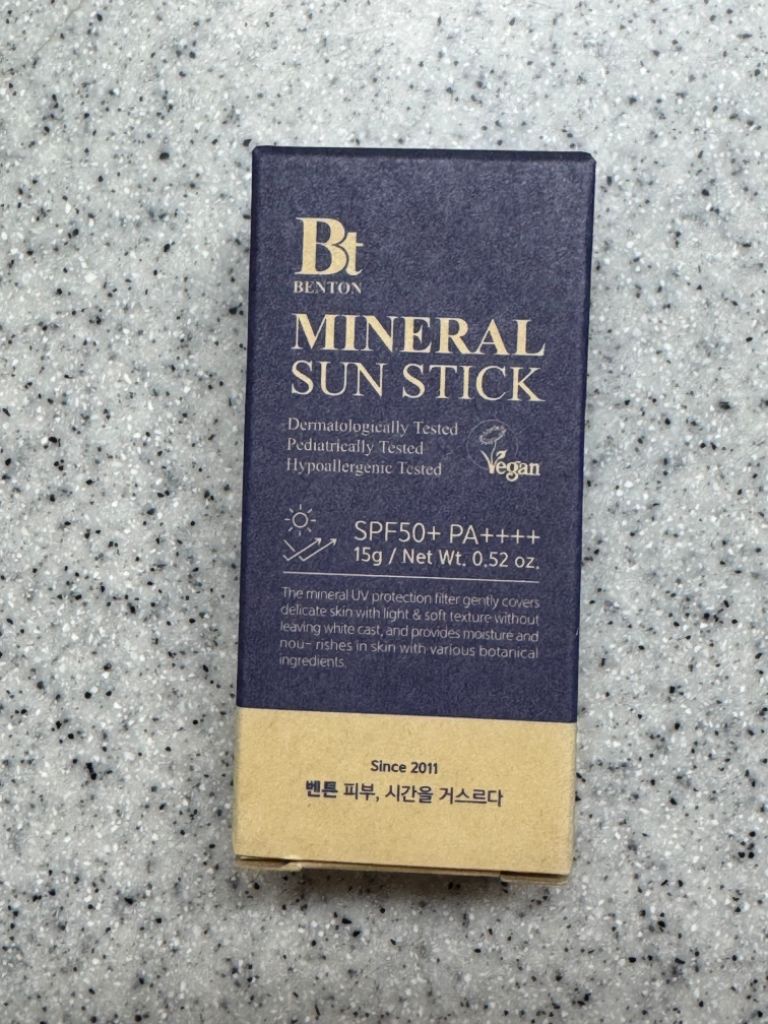 Bt
BENTON
MINERAL
SUN STICK
Dermatologically Tested
Pediatrically Tested
Hypoallergenic Tested
Vegan
SPF50+ PA++++
15g / Net Wt. 0.52 oz.
The mineral UV protection filter gently covers
delicate skin with light & soft texture without
leaving white cast, and provides moisture and
nou- rishes in skin with various botanical
ingredients.
Since 2011
벤튼 피부, 시간을 거스르다